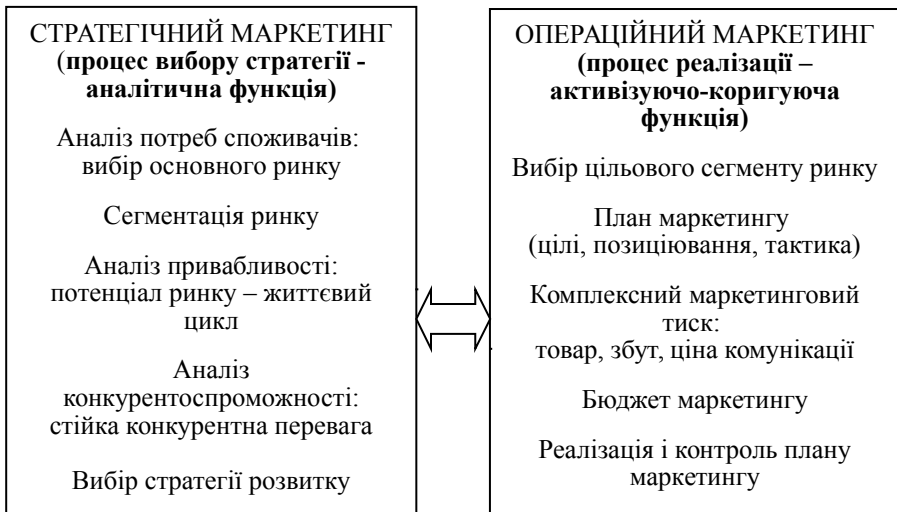 СТРАТЕГІЧНИЙ МАРКЕТИНГ
(процес вибору стратегії -
аналітична функція)
Аналіз потреб споживачів:
вибір основного ринку
Сегментація ринку
Аналіз привабливості:
потенціал ринку – життєвий
цикл
Аналіз
конкурентоспроможності:
стійка конкурентна перевага
Вибір стратегії розвитку
ОПЕРАЦІЙНИЙ МАРКЕТИНГ
(процес реалізації –
активізуючо-коригуюча
функція)
Вибір цільового сегменту ринку
План маркетингу
(цілі, позиціювання, тактика)
Комплексний маркетинговий
тиск:
товар, збут, ціна комунікації
Бюджет маркетингу
Реалізація і контроль плану
маркетингу